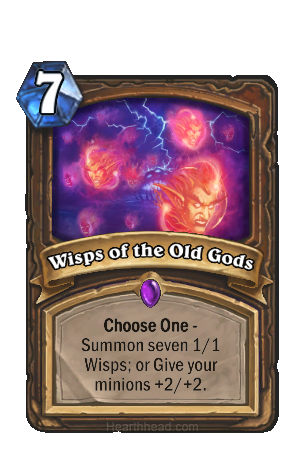 7
Wisps of the Old Gods
Choose One -
Summon seven 1/1
Wisps; or Give your
minions +2/+2.
Hearthhead.com